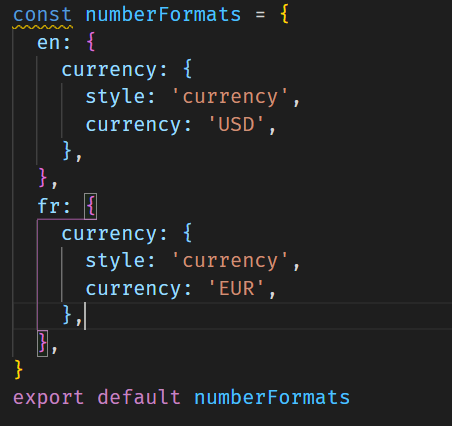 const numberFormats = {
  en: {
    currency: {
      style: 'currency',
      currency: 'USD',
    },
  },
  fr: {
    currency: {
      style: 'currency',
      currency: 'EUR',
    },
  },
}
export default numberFormats